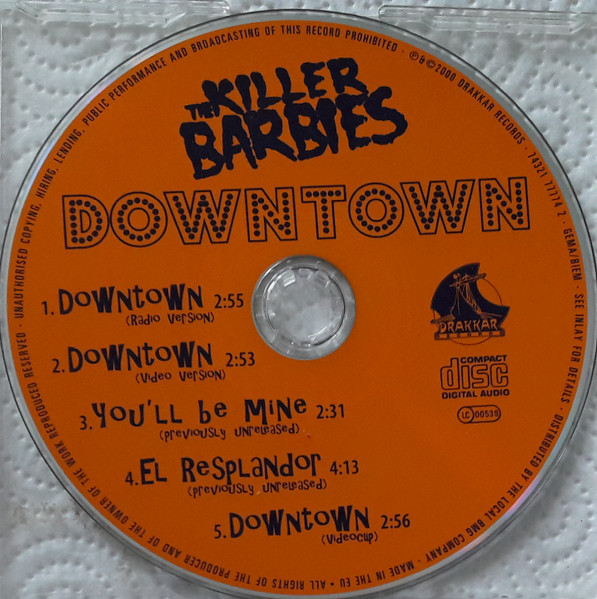 THE KILLER
BARBIES
DOWNTOWN
1. DOWNTOWN 2:55
(Radio Version)
2. DOWNTOWN 2:53
(Video Version)
3. YOU'LL be MINE 2:31
(previously unreleased)
4. EL Resplandor 4:13
(previously unreleased)
5. DOWNTOWN 2:56
(Videoclip)
DRAKKAR
RECORDS
COMPACT
disc
DIGITAL AUDIO
LC 00535
· ALL RIGHTS OF THE PRODUCER AND OF THE OWNER OF THE WORK REPRODUCED RESERVED · UNAUTHORISED COPYING, HIRING, LENDING, PUBLIC PERFORMANCE AND BROADCASTING OF THIS RECORD PROHIBITED · ℗&©2000 DRAKKAR RECORDS · 74321 77774 2 · GEMA/BIEM · SEE INLAY FOR DETAILS · DISTRIBUTED BY THE LOCAL BMG COMPANY · MADE IN THE EU